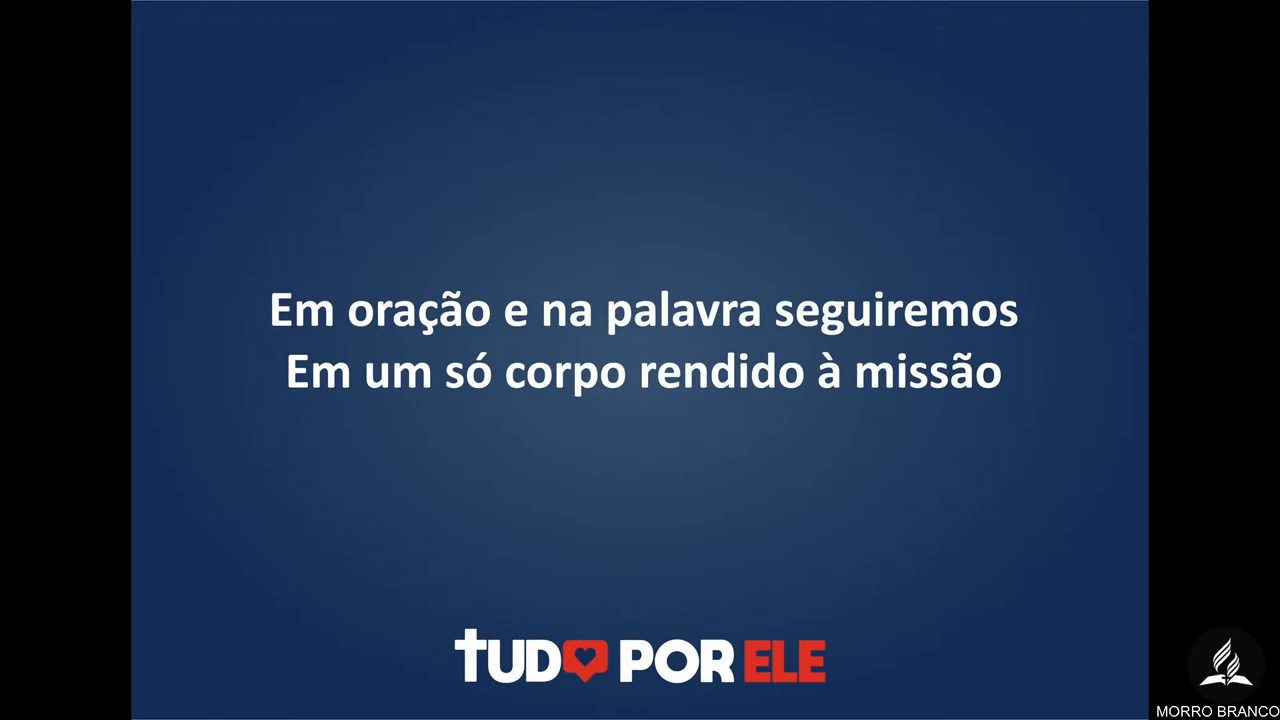 Em oração e na palavra seguiremos
Em um só corpo rendido à missão
TUDO POR ELE
MORRO BRANCO